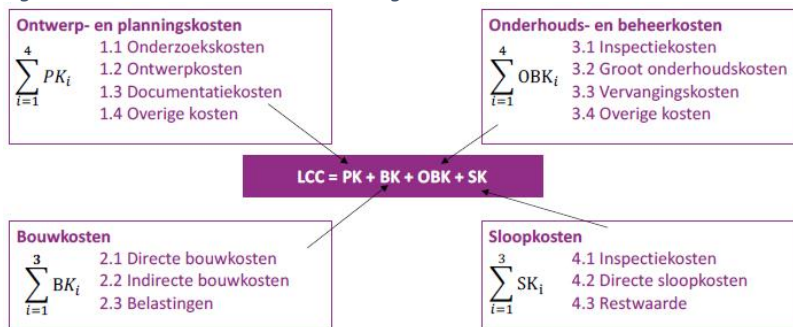 Ontwerp- en planningskosten
4
∑ PKᵢ
i=1
1.1 Onderzoekskosten
1.2 Ontwerpkosten
1.3 Documentatiekosten
1.4 Overige kosten
Onderhouds- en beheerkosten
4
∑ OBKᵢ
i=1
3.1 Inspectiekosten
3.2 Groot onderhoudskosten
3.3 Vervangingskosten
3.4 Overige kosten
LCC = PK + BK + OBK + SK
Bouwkosten
3
∑ BKᵢ
i=1
2.1 Directe bouwkosten
2.2 Indirecte bouwkosten
2.3 Belastingen
Sloopkosten
3
∑ SKᵢ
i=1
4.1 Inspectiekosten
4.2 Directe sloopkosten
4.3 Restwaarde